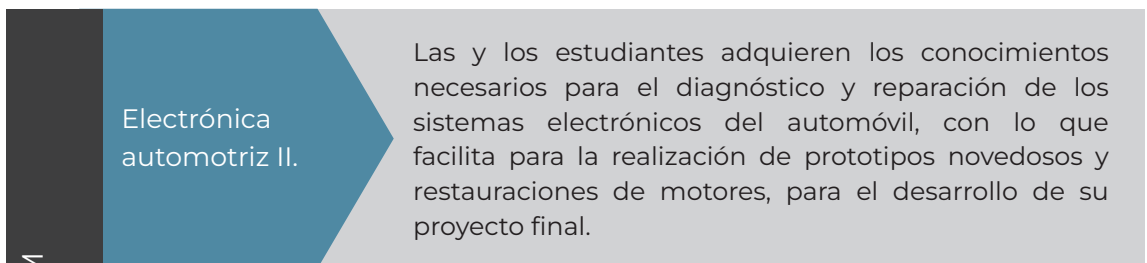 Electrónica
automotriz II.
Las y los estudiantes adquieren los conocimientos
necesarios para el diagnóstico y reparación de los
sistemas electrónicos del automóvil, con lo que
facilita para la realización de prototipos novedosos y
restauraciones de motores, para el desarrollo de su
proyecto final.